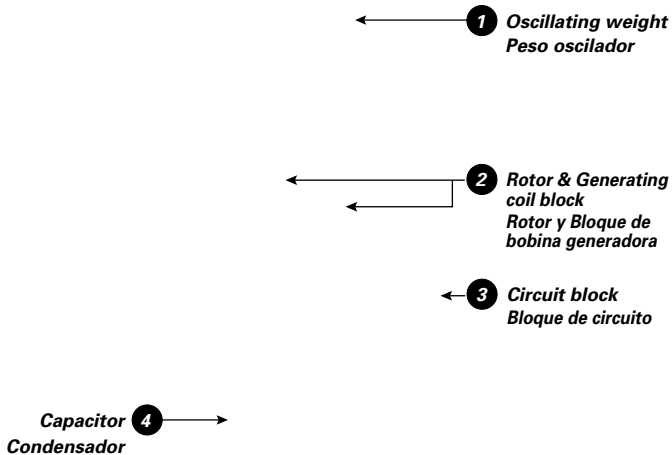 1 Oscillating weight
Peso oscilador
2 Rotor & Generating
coil block
Rotor y Bloque de
bobina generadora
3 Circuit block
Bloque de circuito
Capacitor 4
Condensador